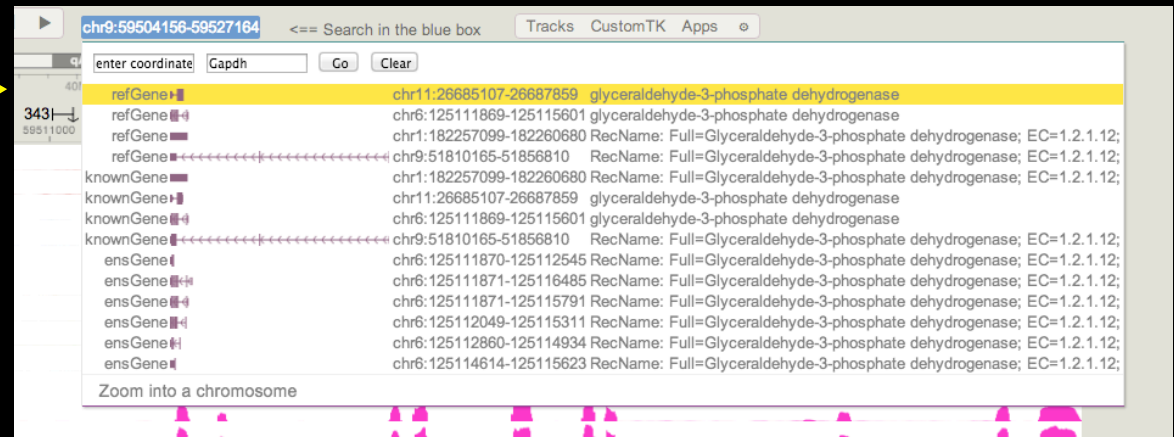 chr9:59504156-59527164 <== Search in the blue box Tracks CustomTK Apps
enter coordinate Gapdh Go Clear
refGene chr11:26685107-26687859 glyceraldehyde-3-phosphate dehydrogenase
343 refGene chr6:125111869-125115601 glyceraldehyde-3-phosphate dehydrogenase
59511000 refGene chr1:182257099-182260680 RecName: Full=Glyceraldehyde-3-phosphate dehydrogenase; EC=1.2.1.12;
refGene chr9:51810165-51856810 RecName: Full=Glyceraldehyde-3-phosphate dehydrogenase; EC=1.2.1.12;
knownGene chr1:182257099-182260680 RecName: Full=Glyceraldehyde-3-phosphate dehydrogenase; EC=1.2.1.12;
knownGene chr11:26685107-26687859 glyceraldehyde-3-phosphate dehydrogenase
knownGene chr6:125111869-125115601 glyceraldehyde-3-phosphate dehydrogenase
knownGene chr9:51810165-51856810 RecName: Full=Glyceraldehyde-3-phosphate dehydrogenase; EC=1.2.1.12;
ensGene chr6:125111870-125112545 RecName: Full=Glyceraldehyde-3-phosphate dehydrogenase; EC=1.2.1.12;
ensGene chr6:125111871-125116485 RecName: Full=Glyceraldehyde-3-phosphate dehydrogenase; EC=1.2.1.12;
ensGene chr6:125111871-125115791 RecName: Full=Glyceraldehyde-3-phosphate dehydrogenase; EC=1.2.1.12;
ensGene chr6:125112049-125115311 RecName: Full=Glyceraldehyde-3-phosphate dehydrogenase; EC=1.2.1.12;
ensGene chr6:125112860-125114934 RecName: Full=Glyceraldehyde-3-phosphate dehydrogenase; EC=1.2.1.12;
ensGene chr6:125114614-125115623 RecName: Full=Glyceraldehyde-3-phosphate dehydrogenase; EC=1.2.1.12;
Zoom into a chromosome